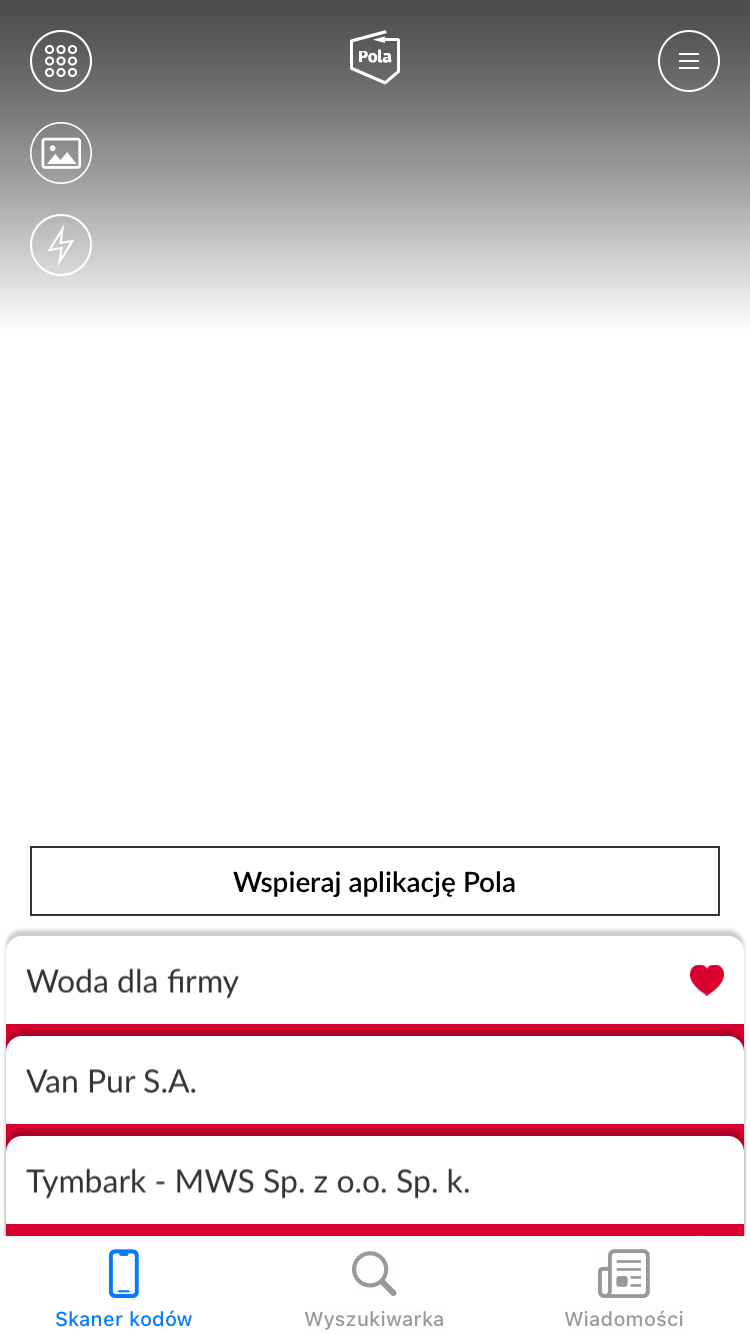 Pola
Wspieraj aplikację Pola
Woda dla firmy
Van Pur S.A.
Tymbark - MWS Sp. z o.o. Sp. k.
Skaner kodów
Wyszukiwarka
Wiadomości